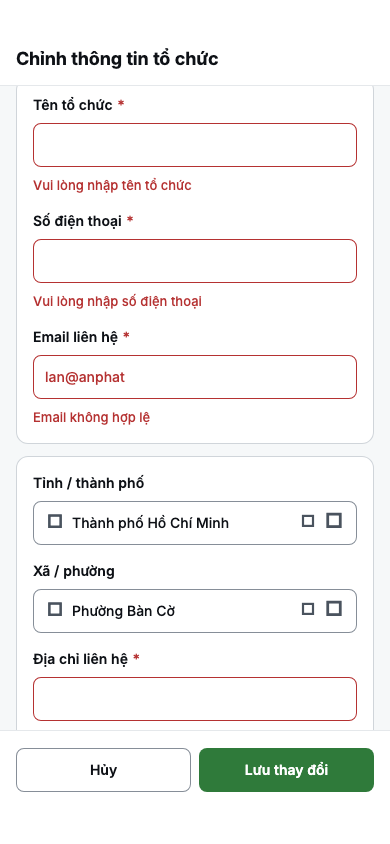 Chỉnh thông tin tổ chức
Tên tổ chức *
Vui lòng nhập tên tổ chức
Số điện thoại *
Vui lòng nhập số điện thoại
Email liên hệ *
lan@anphat
Email không hợp lệ
Tỉnh / thành phố
Thành phố Hồ Chí Minh
Xã / phường
Phường Bàn Cờ
Địa chỉ liên hệ *
Hủy
Lưu thay đổi